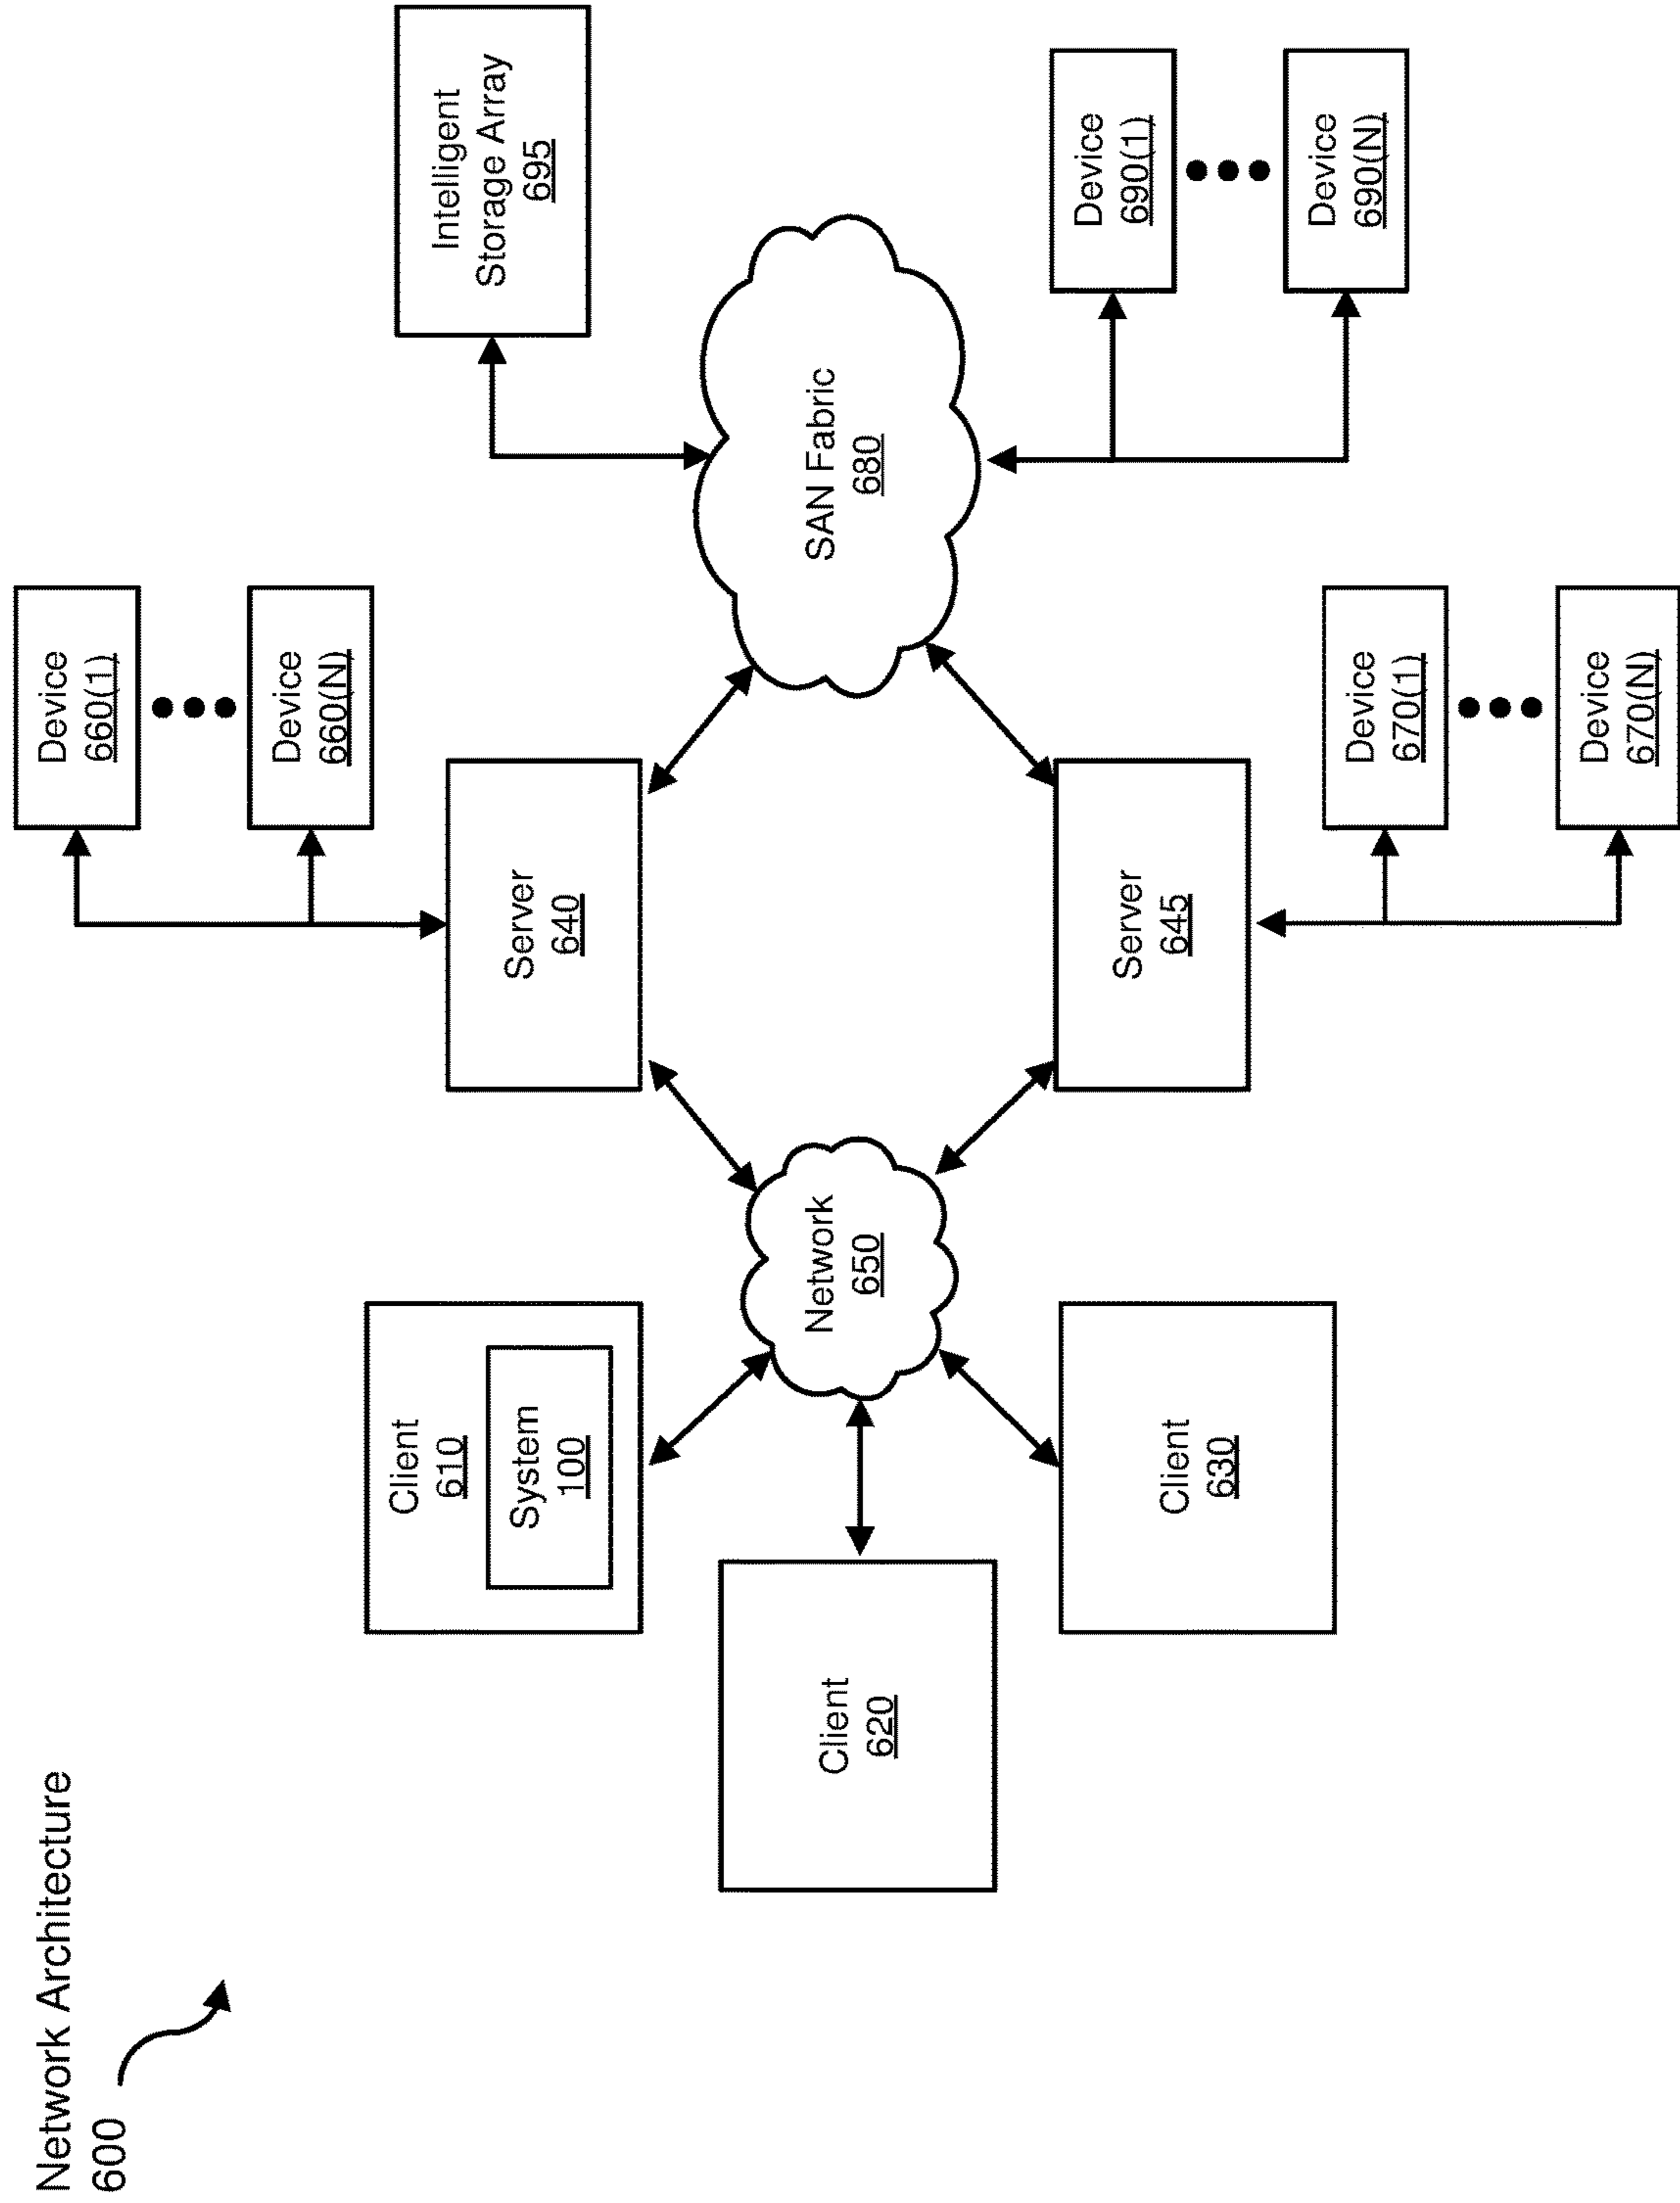 Network Architecture
600
Client
610
System
100
Client
620
Client
630
Network
650
Server
640
Server
645
Device
660(1)
Device
660(N)
Device
670(1)
Device
670(N)
SAN Fabric
680
Intelligent
Storage Array
695
Device
690(1)
Device
690(N)